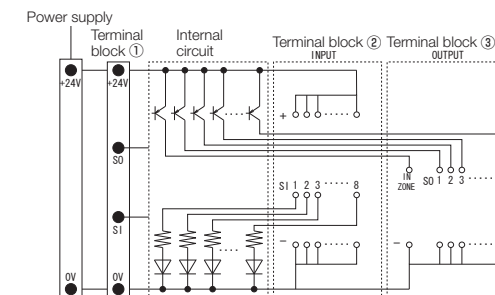 Power supply
Terminal block ①
Internal circuit
Terminal block ②
INPUT
Terminal block ③
OUTPUT
+24V
+24V
+
SO
IN ZONE
SO 1 2 3 ·····
SI 1 2 3 ····· 8
SI
−
−
0V
0V